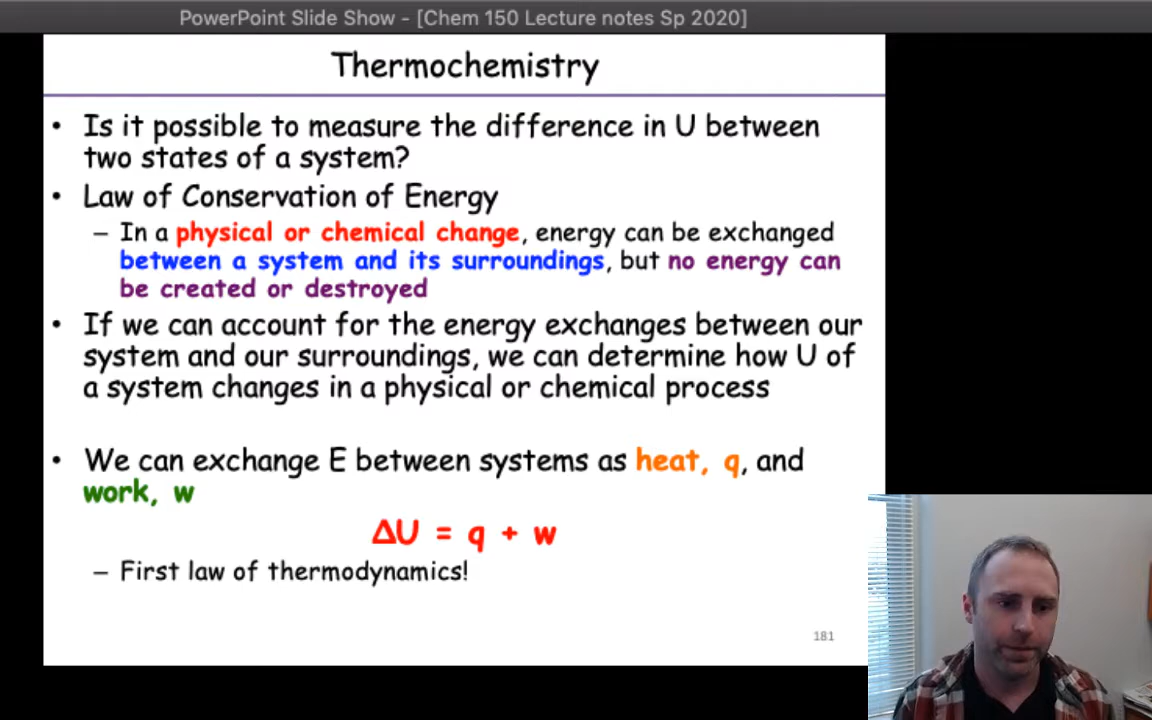 PowerPoint Slide Show - [Chem 150 Lecture notes Sp 2020]
Thermochemistry
• Is it possible to measure the difference in U between
two states of a system?
• Law of Conservation of Energy
– In a physical or chemical change, energy can be exchanged
between a system and its surroundings, but no energy can
be created or destroyed
• If we can account for the energy exchanges between our
system and our surroundings, we can determine how U of
a system changes in a physical or chemical process
• We can exchange E between systems as heat, q, and
work, w
ΔU = q + w
– First law of thermodynamics!
181